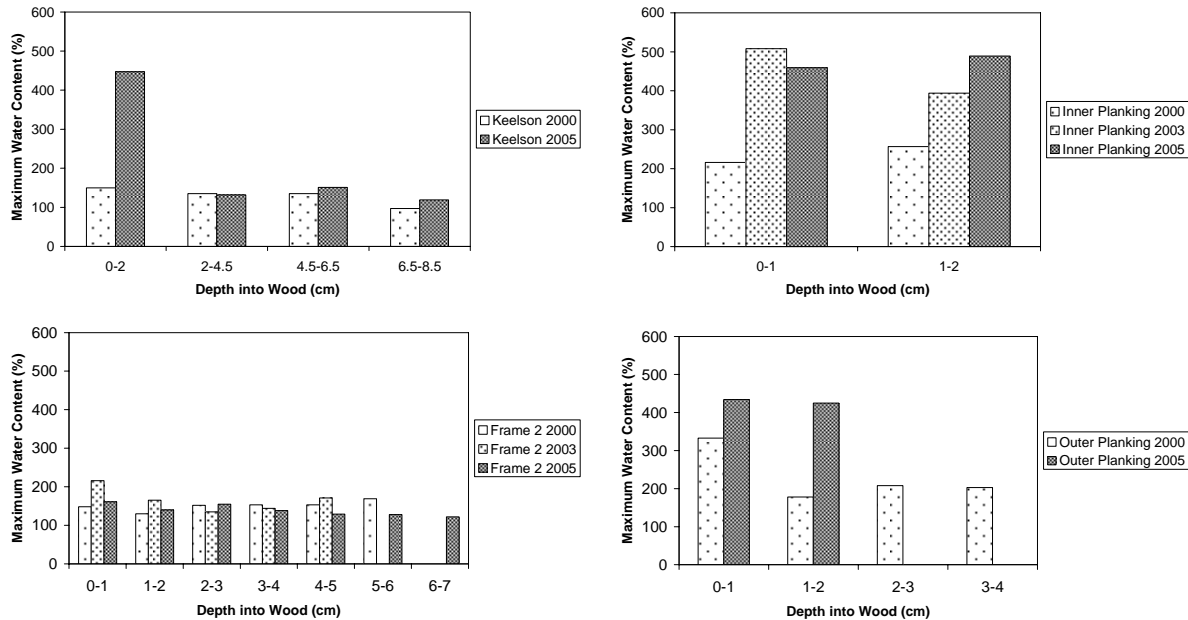 600
500
400
300
200
100
0
Maximum Water Content (%)
0-2 2-4.5 4.5-6.5 6.5-8.5
Depth into Wood (cm)
Keelson 2000
Keelson 2005
600
500
400
300
200
100
0
Maximum Water Content (%)
0-1 1-2
Depth into Wood (cm)
Inner Planking 2000
Inner Planking 2003
Inner Planking 2005
600
500
400
300
200
100
0
Maximum Water Content (%)
0-1 1-2 2-3 3-4 4-5 5-6 6-7
Depth into Wood (cm)
Frame 2 2000
Frame 2 2003
Frame 2 2005
600
500
400
300
200
100
0
Maximum Water Content (%)
0-1 1-2 2-3 3-4
Depth into Wood (cm)
Outer Planking 2000
Outer Planking 2005